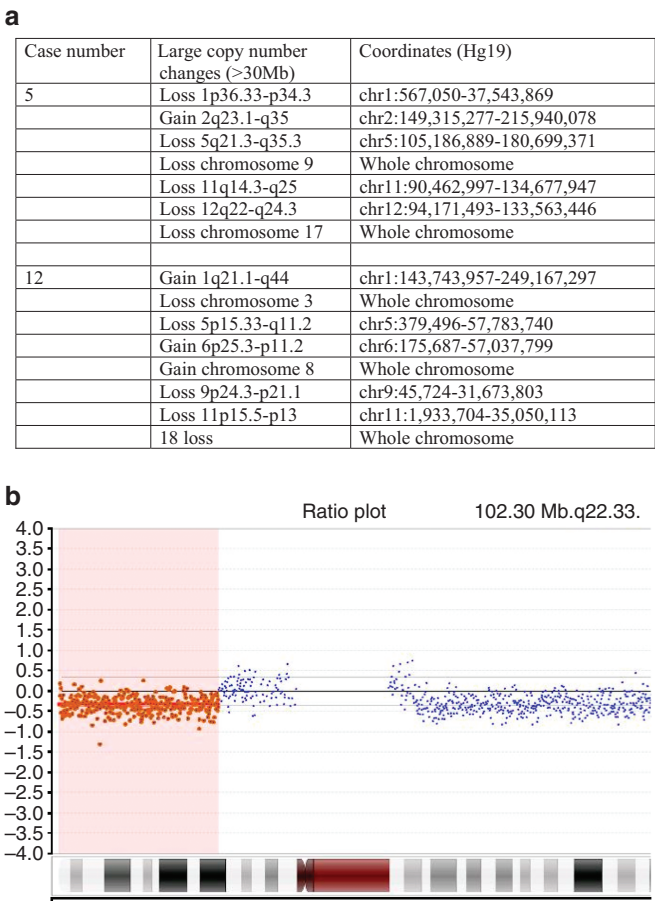 a
Case number Large copy number changes (>30Mb) Coordinates (Hg19)
5 Loss 1p36.33-p34.3 chr1:567,050-37,543,869
Gain 2q23.1-q35 chr2:149,315,277-215,940,078
Loss 5q21.3-q35.3 chr5:105,186,889-180,699,371
Loss chromosome 9 Whole chromosome
Loss 11q14.3-q25 chr11:90,462,997-134,677,947
Loss 12q22-q24.3 chr12:94,171,493-133,563,446
Loss chromosome 17 Whole chromosome
12 Gain 1q21.1-q44 chr1:143,743,957-249,167,297
Loss chromosome 3 Whole chromosome
Loss 5p15.33-q11.2 chr5:379,496-57,783,740
Gain 6p25.3-p11.2 chr6:175,687-57,037,799
Gain chromosome 8 Whole chromosome
Loss 9p24.3-p21.1 chr9:45,724-31,673,803
Loss 11p15.5-p13 chr11:1,933,704-35,050,113
18 loss Whole chromosome
b
Ratio plot 102.30 Mb.q22.33.
4.0
3.5
3.0
2.5
2.0
1.5
1.0
0.5
0.0
–0.5
–1.0
–1.5
–2.0
–2.5
–3.0
–3.5
–4.0